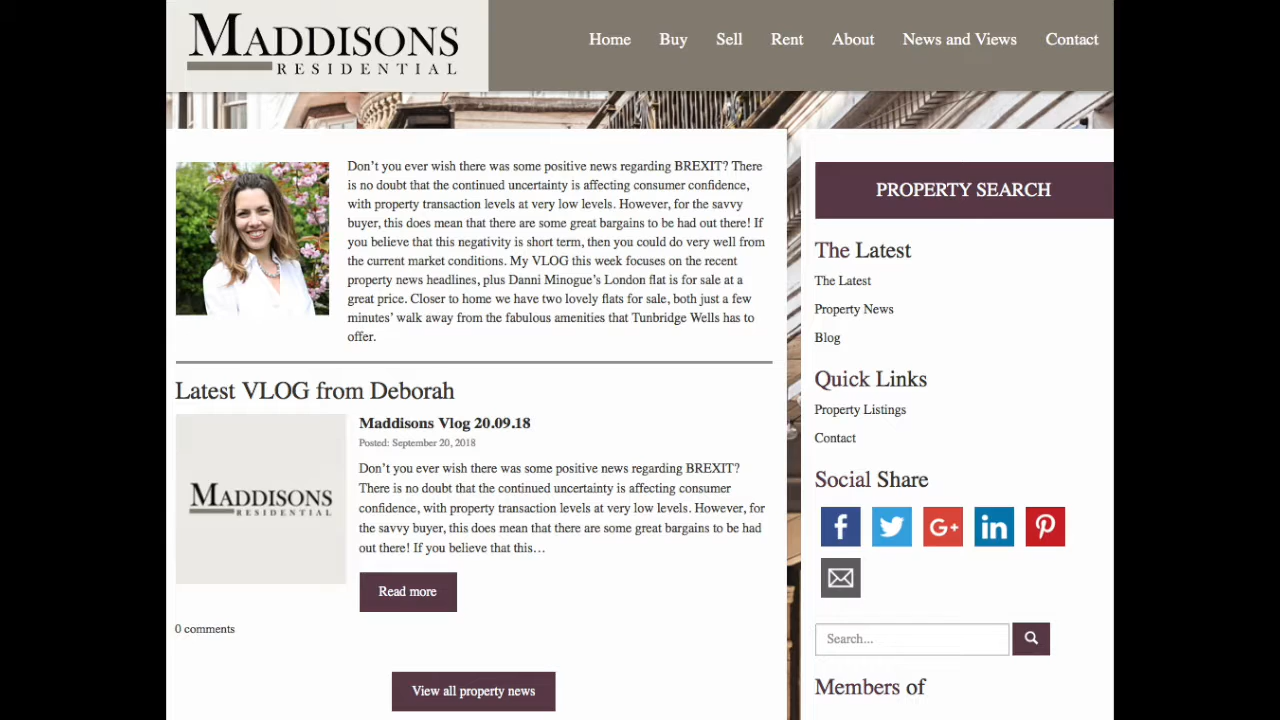 MADDISONS
RESIDENTIAL
Home Buy Sell Rent About News and Views Contact
Don't you ever wish there was some positive news regarding BREXIT? There
is no doubt that the continued uncertainty is affecting consumer confidence,
with property transaction levels at very low levels. However, for the savvy
buyer, this does mean that there are some great bargains to be had out there! If
you believe that this negativity is short term, then you could do very well from
the current market conditions. My VLOG this week focuses on the recent
property news headlines, plus Danni Minogue's London flat is for sale at a
great price. Closer to home we have two lovely flats for sale, both just a few
minutes' walk away from the fabulous amenities that Tunbridge Wells has to
offer.
Latest VLOG from Deborah
MADDISONS
RESIDENTIAL
Maddisons Vlog 20.09.18
Posted: September 20, 2018
Don't you ever wish there was some positive news regarding BREXIT?
There is no doubt that the continued uncertainty is affecting consumer
confidence, with property transaction levels at very low levels. However, for
the savvy buyer, this does mean that there are some great bargains to be had
out there! If you believe that this…
Read more
0 comments
View all property news
PROPERTY SEARCH
The Latest
The Latest
Property News
Blog
Quick Links
Property Listings
Contact
Social Share
f G+ in
Search...
Members of